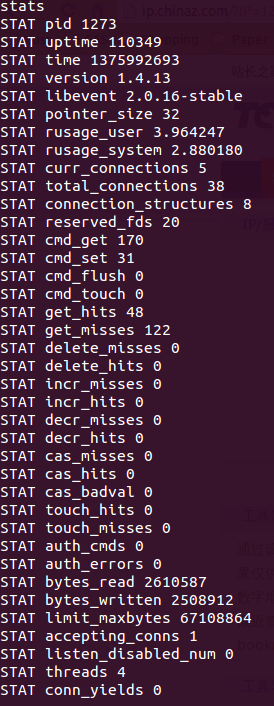 stats
STAT pid 1273
STAT uptime 110349
STAT time 1375992693
STAT version 1.4.13
STAT libevent 2.0.16-stable
STAT pointer_size 32
STAT rusage_user 3.964247
STAT rusage_system 2.880180
STAT curr_connections 5
STAT total_connections 38
STAT connection_structures 8
STAT reserved_fds 20
STAT cmd_get 170
STAT cmd_set 31
STAT cmd_flush 0
STAT cmd_touch 0
STAT get_hits 48
STAT get_misses 122
STAT delete_misses 0
STAT delete_hits 0
STAT incr_misses 0
STAT incr_hits 0
STAT decr_misses 0
STAT decr_hits 0
STAT cas_misses 0
STAT cas_hits 0
STAT cas_badval 0
STAT touch_hits 0
STAT touch_misses 0
STAT auth_cmds 0
STAT auth_errors 0
STAT bytes_read 2610587
STAT bytes_written 2508912
STAT limit_maxbytes 67108864
STAT accepting_conns 1
STAT listen_disabled_num 0
STAT threads 4
STAT conn_yields 0